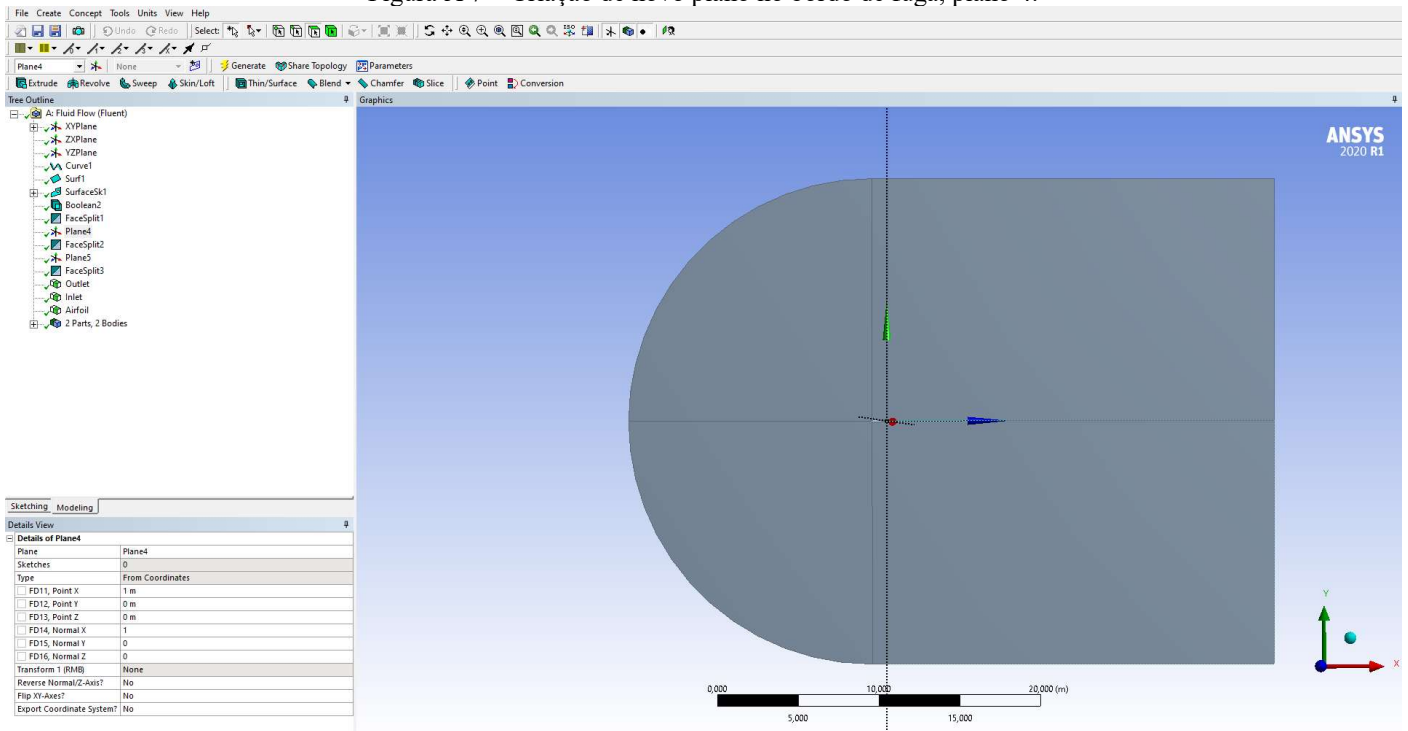 File Create Concept Tools Units View Help
Undo Redo Select:
Plane4 None Generate Share Topology Parameters
Extrude Revolve Sweep Skin/Loft Thin/Surface Blend Chamfer Slice Point Conversion
Tree Outline
Graphics
A: Fluid Flow (Fluent)
XYPlane
ZXPlane
YZPlane
Curve1
Surf1
SurfaceSk1
Boolean2
FaceSplit1
Plane4
FaceSplit2
Plane5
FaceSplit3
Outlet
Inlet
Airfoil
2 Parts, 2 Bodies
Sketching Modeling
Details View
Details of Plane4
Plane Plane4
Sketches 0
Type From Coordinates
FD11, Point X 1 m
FD12, Point Y 0 m
FD13, Point Z 0 m
FD14, Normal X 1
FD15, Normal Y 0
FD16, Normal Z 0
Transform 1 (RMB) None
Reverse Normal/Z-Axis? No
Flip XY-Axes? No
Export Coordinate System? No
ANSYS
2020 R1
Y
X
0,000 10,000 20,000 (m)
5,000 15,000